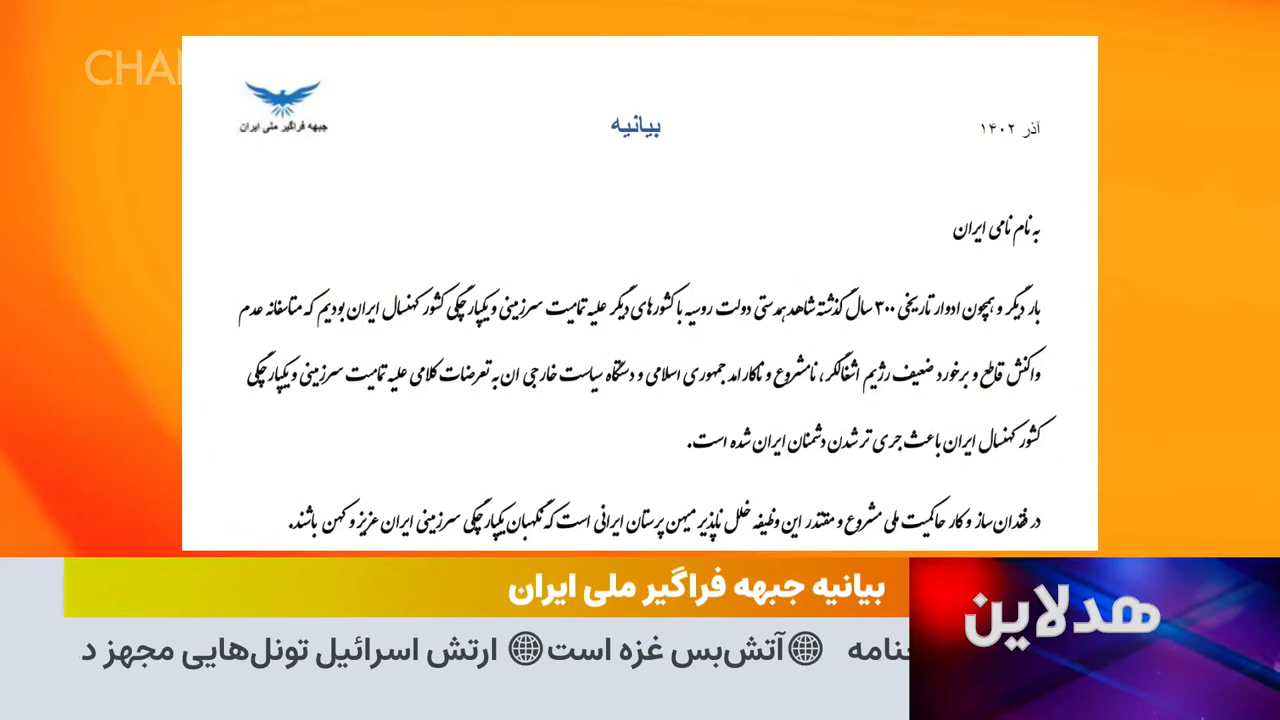 CHAN
جبهه فراگیر ملی ایران
بیانیه
آذر ۱۴۰۲
به نام نامی ایران
بار دیگر و همچون ادوار تاریخی ۳۰۰ سال گذشته شاهد همدستی دولت روسیه با کشورهای دیگر علیه تمامیت سرزمینی و یکپارچگی کشور کهنسال ایران بودیم که متاسفانه عدم
واکنش قاطع و برخورد ضعیف رژیم اشغالگر، نامشروع و ناکارامد جمهوری اسلامی و دستگاه سیاست خارجی ان به تعرضات کلامی علیه تمامیت سرزمینی و یکپارچگی
کشور کهنسال ایران باعث جری تر شدن دشمنان ایران شده است.
در فقدان ساز و کار حاکمیت ملی مشروع و مقتدر این وظیفه خلل ناپذیر میهن پرستان ایرانی است که نگهبان یکپارچگی سرزمینی ایران عزیز و کهن باشند.
بیانیه جبهه فراگیر ملی ایران
هدلاین
نامه آتش‌بس غزه است ارتش اسرائیل تونل‌هایی مجهز د